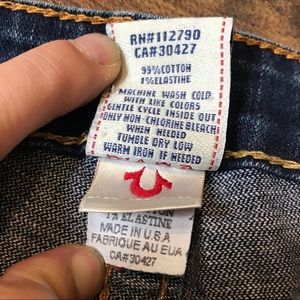 RN#112790
CA#30427
99%COTTON
1%ELASTINE
MACHINE WASH COLD
WITH LIKE COLORS
GENTLE CYCLE INSIDE OUT
ONLY NON-CHLORINE BLEACH
WHEN NEEDED
TUMBLE DRY LOW
WARM IRON IF NEEDED
1% ELASTINE
MADE IN U.S.A
FABRIQUE AU EUA
CA#30427